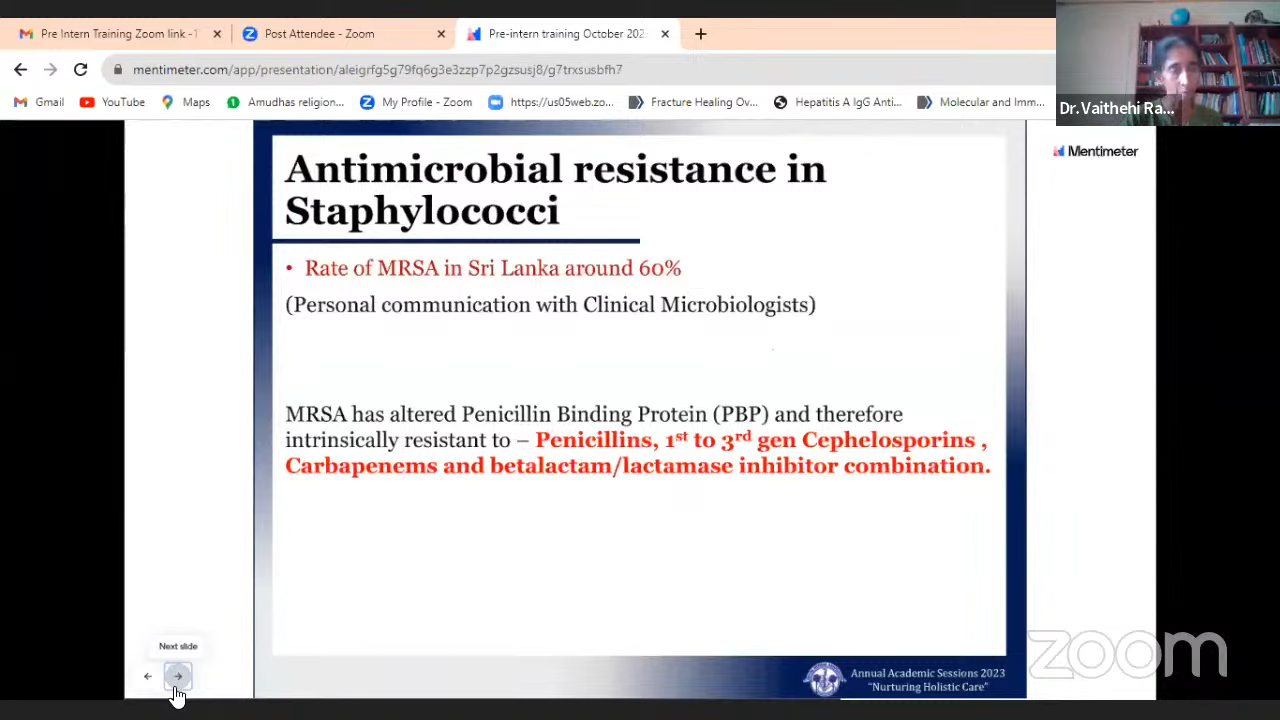 Pre Intern Training Zoom link - 1
Post Attendee - Zoom
Pre-intern training October 202
mentimeter.com/app/presentation/aleigrfg5g79fq6g3e3zzp7p2gzsusj8/g7trxsusbfh7
Gmail
YouTube
Maps
Amudhas religion...
My Profile - Zoom
https://us05web.zo...
Fracture Healing Ov...
Hepatitis A IgG Anti...
Molecular and Imm...
Dr.Vaithehi Ra...
Mentimeter
Antimicrobial resistance in
Staphylococci
• Rate of MRSA in Sri Lanka around 60%
(Personal communication with Clinical Microbiologists)
MRSA has altered Penicillin Binding Protein (PBP) and therefore
intrinsically resistant to – Penicillins, 1st to 3rd gen Cephelosporins ,
Carbapenems and betalactam/lactamase inhibitor combination.
Next slide
Annual Academic Sessions 2023
"Nurturing Holistic Care"
zoom